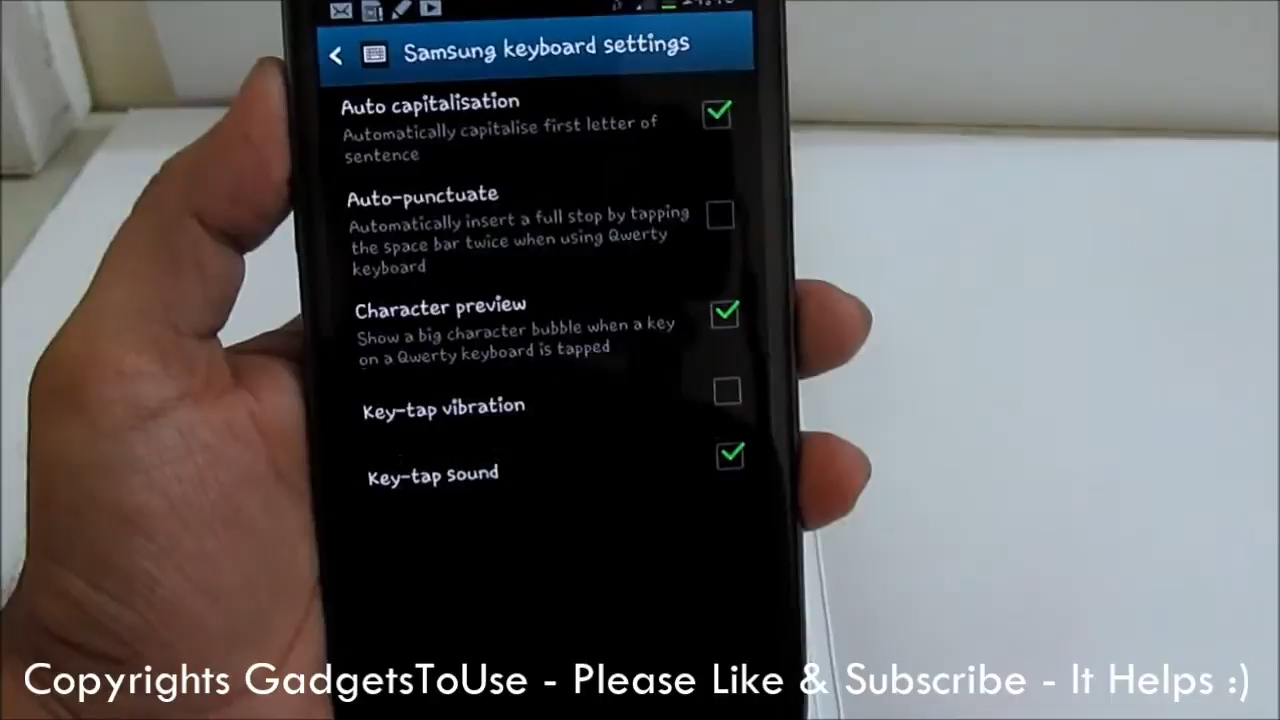 Samsung keyboard settings
Auto capitalisation
Automatically capitalise first letter of
sentence
Auto-punctuate
Automatically insert a full stop by tapping
the space bar twice when using Qwerty
keyboard
Character preview
Show a big character bubble when a key
on a Qwerty keyboard is tapped
Key-tap vibration
Key-tap sound
Copyrights GadgetsToUse - Please Like & Subscribe - It Helps :)